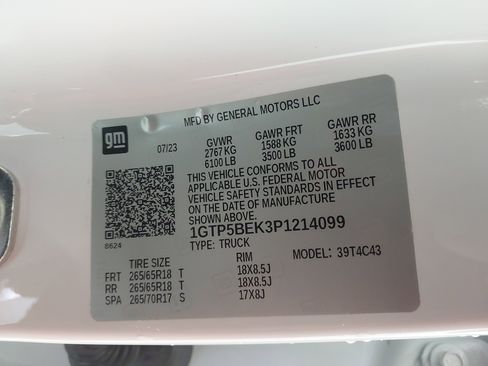 MFD BY GENERAL MOTORS LLC
gm
07/23
GVWR GAWR FRT GAWR RR
2767 KG 1588 KG 1633 KG
6100 LB 3500 LB 3600 LB
THIS VEHICLE CONFORMS TO ALL
APPLICABLE U.S. FEDERAL MOTOR
VEHICLE SAFETY STANDARDS IN EFFECT
ON THE DATE OF MANUFACTURE
SHOWN ABOVE.
1GTP5BEK3P1214099
8624
TYPE: TRUCK MODEL: 39T4C43
TIRE SIZE RIM
FRT 265/65R18 T 18X8.5J
RR 265/65R18 T 18X8.5J
SPA 265/70R17 S 17X8J